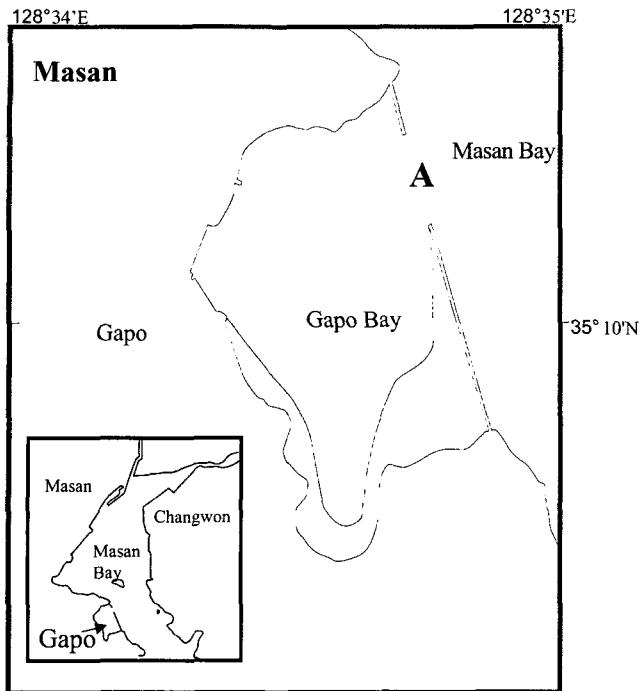 128°34'E
128°35'E
Masan
Masan Bay
A
Gapo
Gapo Bay
35°10'N
Masan
Changwon
Masan
Bay
Gapo